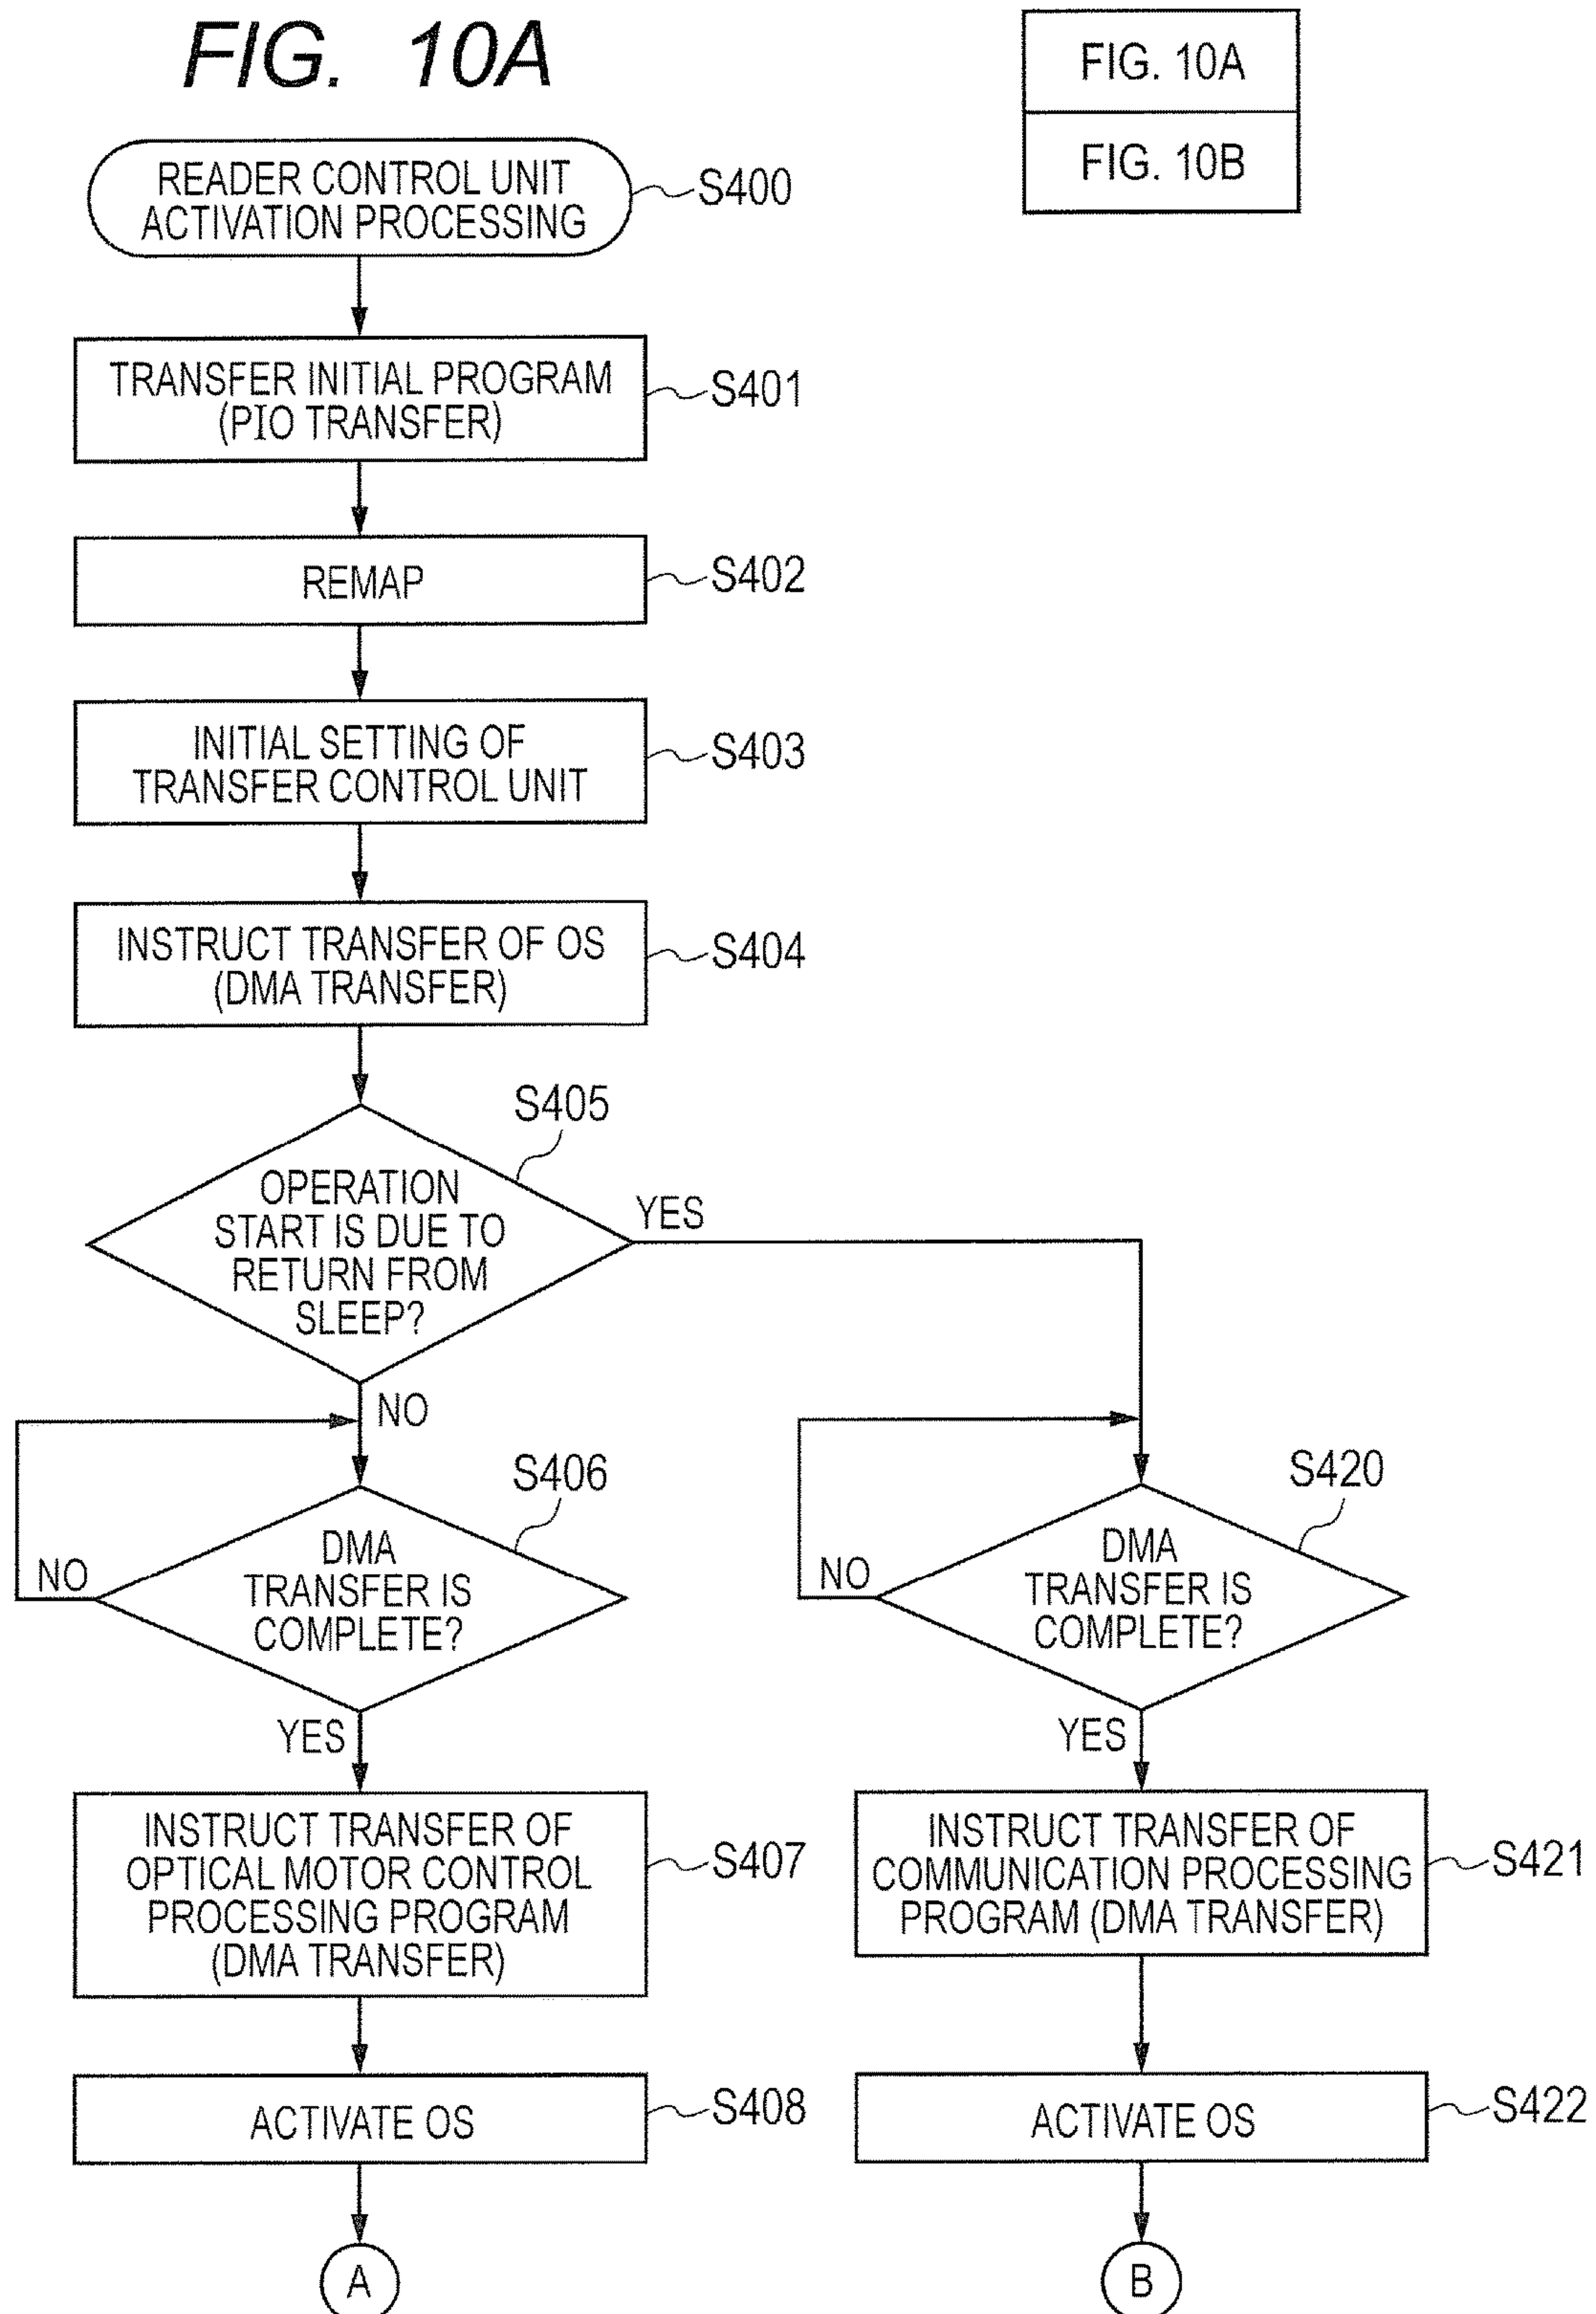 FIG. 10A
FIG. 10A
FIG. 10B
READER CONTROL UNIT
ACTIVATION PROCESSING
S400
TRANSFER INITIAL PROGRAM
(PIO TRANSFER)
S401
REMAP
S402
INITIAL SETTING OF
TRANSFER CONTROL UNIT
S403
INSTRUCT TRANSFER OF OS
(DMA TRANSFER)
S404
S405
OPERATION
START IS DUE TO
RETURN FROM
SLEEP?
YES
NO
S406
DMA
TRANSFER IS
COMPLETE?
NO
YES
S420
DMA
TRANSFER IS
COMPLETE?
NO
YES
INSTRUCT TRANSFER OF
OPTICAL MOTOR CONTROL
PROCESSING PROGRAM
(DMA TRANSFER)
S407
INSTRUCT TRANSFER OF
COMMUNICATION PROCESSING
PROGRAM (DMA TRANSFER)
S421
ACTIVATE OS
S408
ACTIVATE OS
S422
A
B